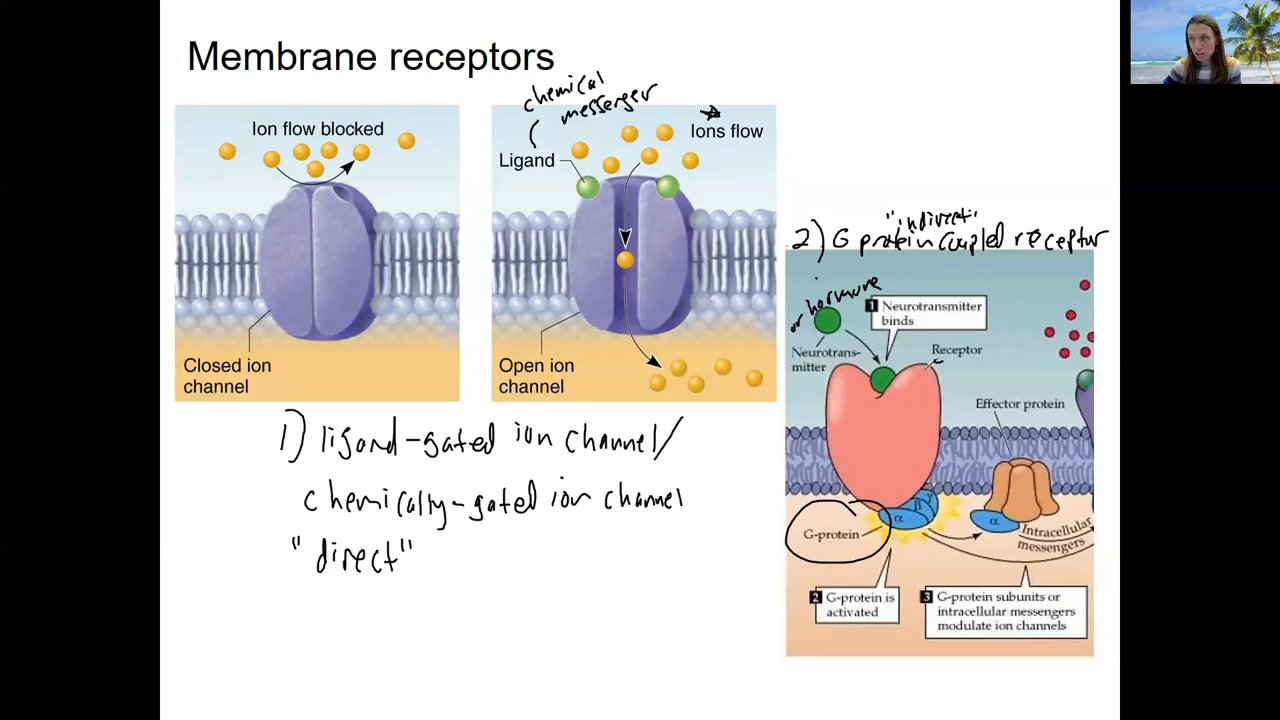 Membrane receptors
chemical
messenger
Ion flow blocked
Ions flow
Ligand
Closed ion
channel
Open ion
channel
1) ligand-gated ion channel/
chemically-gated ion channel
"direct"
"indirect"
2) G protein coupled receptor
or hormone
1 Neurotransmitter
binds
Neurotrans-
mitter
Receptor
Effector protein
γ
β
α
α
G-protein
Intracellular
messengers
2 G-protein is
activated
3 G-protein subunits or
intracellular messengers
modulate ion channels